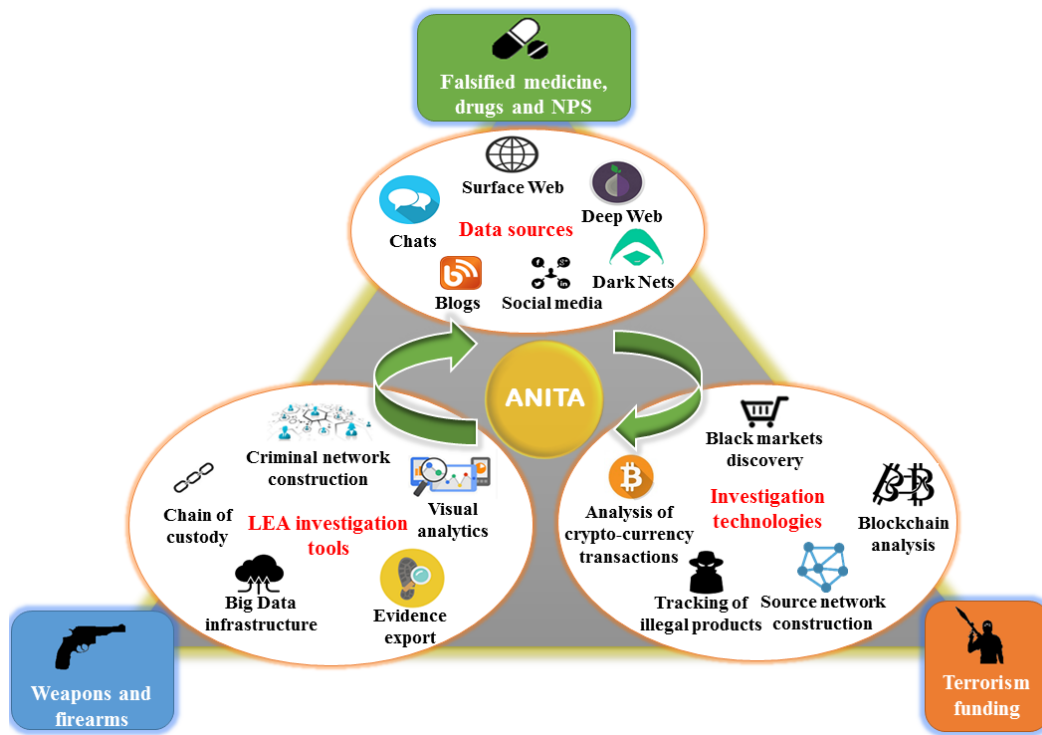 Falsified medicine,
drugs and NPS
Surface Web
Deep Web
Chats
Data sources
Dark Nets
Blogs
Social media
ANITA
Criminal network
construction
Visual
analytics
Chain of
custody
LEA investigation
tools
Big Data
infrastructure
Evidence
export
Black markets
discovery
Analysis of
crypto-currency
transactions
Investigation
technologies
Blockchain
analysis
Tracking of
illegal products
Source network
construction
Weapons and
firearms
Terrorism
funding